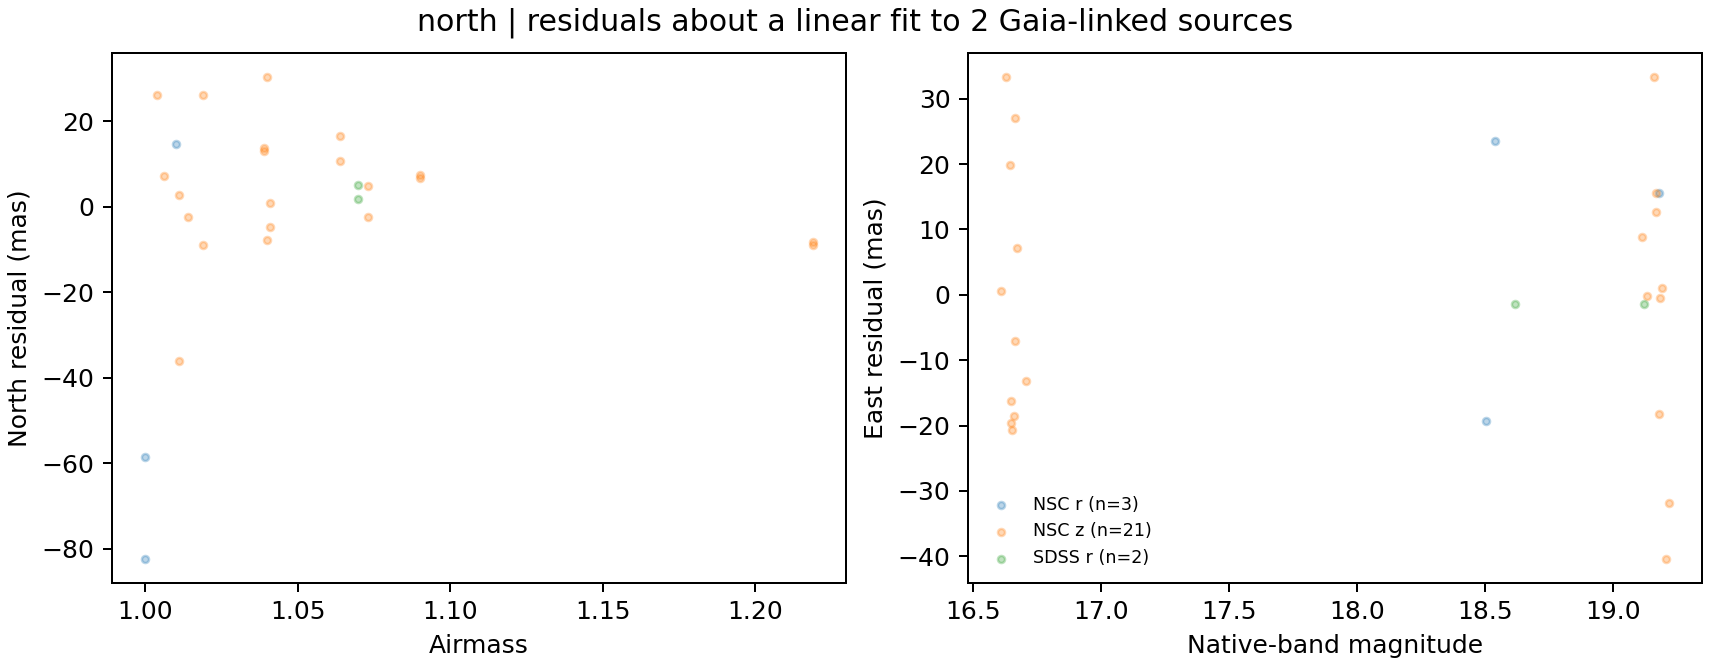 north | residuals about a linear fit to 2 Gaia-linked sources
North residual (mas)
20
0
−20
−40
−60
−80
1.00 1.05 1.10 1.15 1.20
Airmass
East residual (mas)
30
20
10
0
−10
−20
−30
−40
NSC r (n=3)
NSC z (n=21)
SDSS r (n=2)
16.5 17.0 17.5 18.0 18.5 19.0
Native-band magnitude